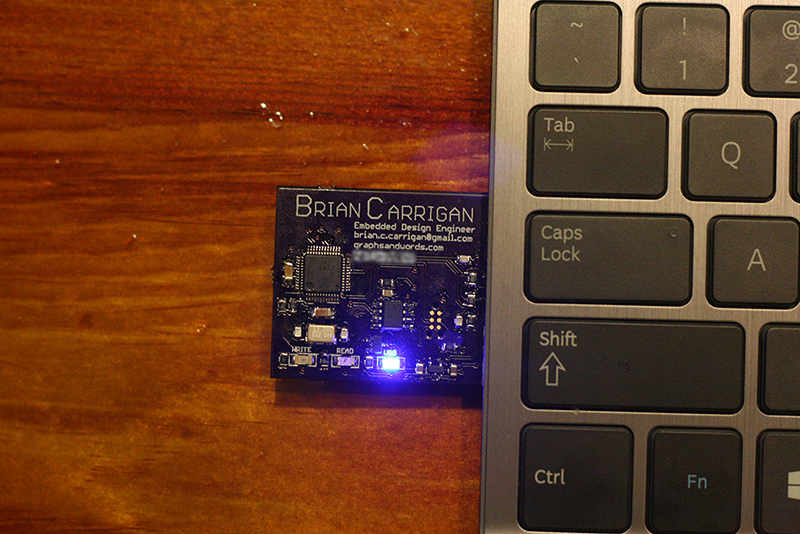 BRIAN CARRIGAN
Embedded Design Engineer
brian.c.carrigan@gmail.com
graphsandwords.com
WRITE READ USB
~ ! @
` 1 2
Tab Q
Caps
Lock A
Shift
Ctrl Fn